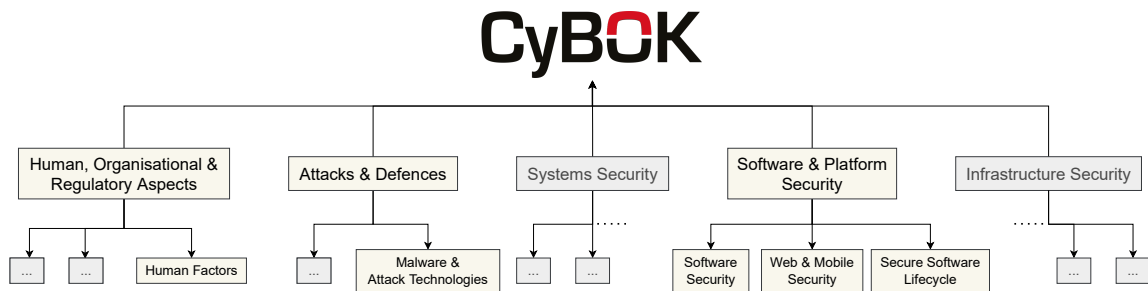 CyBOK
Human, Organisational &
Regulatory Aspects
Attacks & Defences
Systems Security
Software & Platform
Security
Infrastructure Security
...
...
Human Factors
...
Malware &
Attack Technologies
...
...
Software
Security
Web & Mobile
Security
Secure Software
Lifecycle
...
...